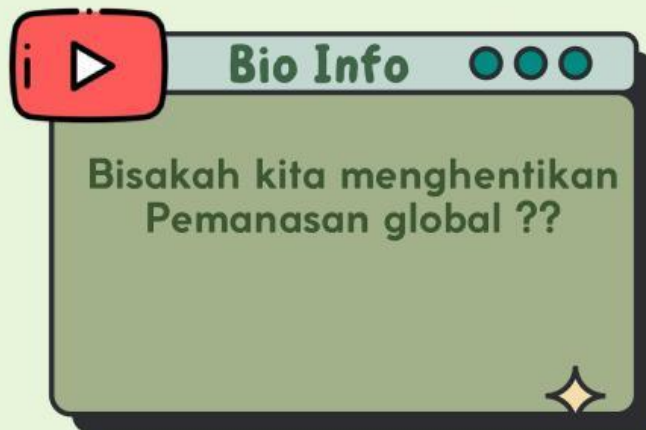 Bio Info
Bisakah kita menghentikan
Pemanasan global ??